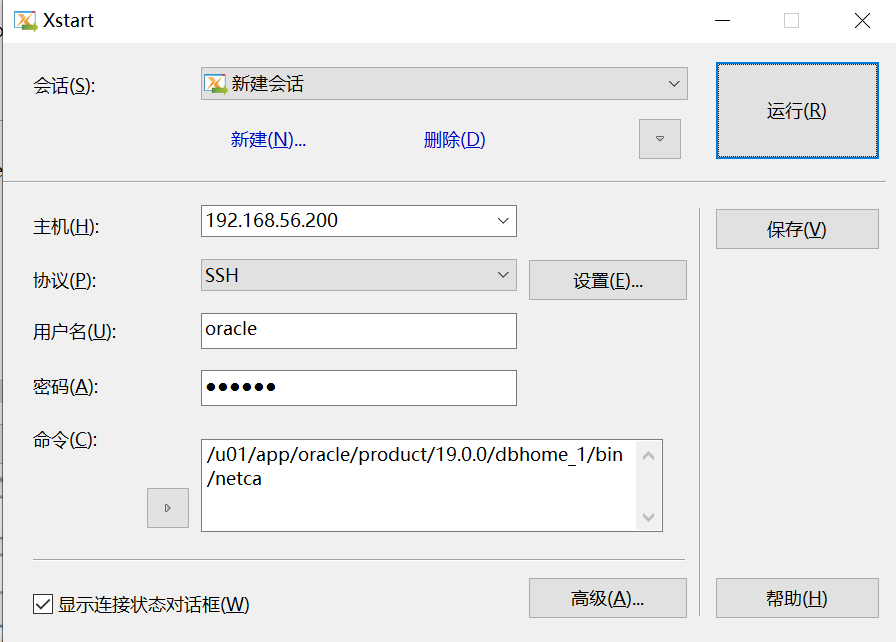 Xstart
会话(S):
新建会话
运行(R)
新建(N)...
删除(D)
主机(H):
192.168.56.200
保存(V)
协议(P):
SSH
设置(E)...
用户名(U):
oracle
密码(A):
●●●●●●
命令(C):
/u01/app/oracle/product/19.0.0/dbhome_1/bin
/netca
显示连接状态对话框(W)
高级(A)...
帮助(H)